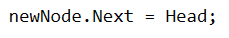 newNode.Next = Head;